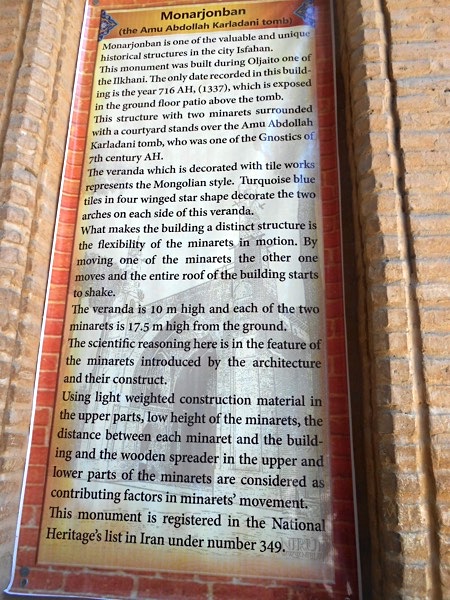 Monarjonban
(the Amu Abdollah Karladani tomb)
Monarjonban is one of the valuable and unique
historical structures in the city Isfahan.
This monument was built during Oljaito one of
the Ilkhani. The only date recorded in this build-
ing is the year 716 AH, (1337), which is exposed
in the ground floor patio above the tomb.
This structure with two minarets surrounded
with a courtyard stands over the Amu Abdollah
Karladani tomb, who was one of the Gnostics of
7th century AH.
The veranda which is decorated with tile works
represents the Mongolian style. Turquoise blue
tiles in four winged star shape decorate the two
arches on each side of this veranda.
What makes the building a distinct structure is
the flexibility of the minarets in motion. By
moving one of the minarets the other one
moves and the entire roof of the building starts
to shake.
The veranda is 10 m high and each of the two
minarets is 17.5 m high from the ground.
The scientific reasoning here is in the feature of
the minarets introduced by the architecture
and their construct.
Using light weighted construction material in
the upper parts, low height of the minarets, the
distance between each minaret and the build-
ing and the wooden spreader in the upper and
lower parts of the minarets are considered as
contributing factors in minarets' movement.
This monument is registered in the National
Heritage's list in Iran under number 349.